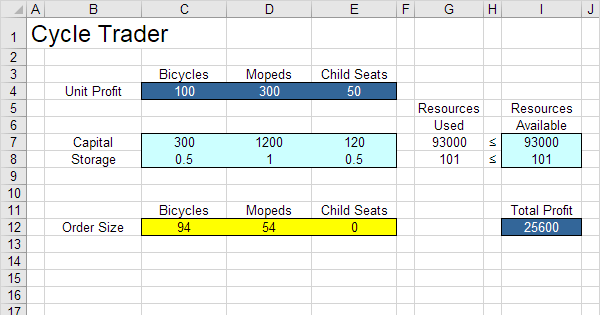 A B C D E F G H I J
1 Cycle Trader
2
3 Bicycles Mopeds Child Seats
4 Unit Profit 100 300 50
5 Resources Resources
6 Used Available
7 Capital 300 1200 120 93000 ≤ 93000
8 Storage 0.5 1 0.5 101 ≤ 101
9
10
11 Bicycles Mopeds Child Seats Total Profit
12 Order Size 94 54 0 25600
13
14
15
16
17